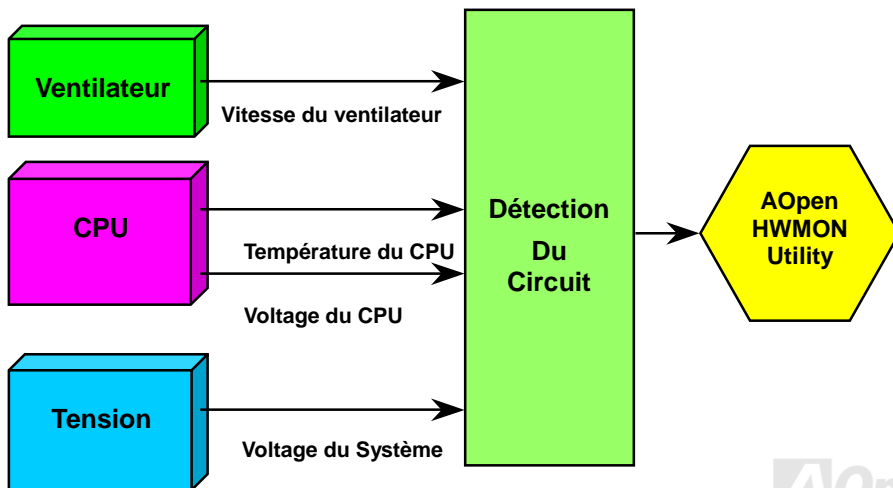 Ventilateur
Vitesse du ventilateur
CPU
Température du CPU
Voltage du CPU
Tension
Voltage du Système
Détection
Du
Circuit
AOpen
HWMON
Utility